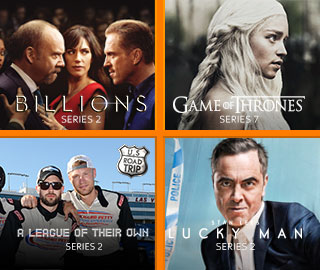 BILLIONS
SERIES 2
GAME OF THRONES
SERIES 7
U.S.
ROAD
TRIP
A LEAGUE OF THEIR OWN
SERIES 2
POLICE
STAN LEE'S
LUCKY MAN
SERIES 2